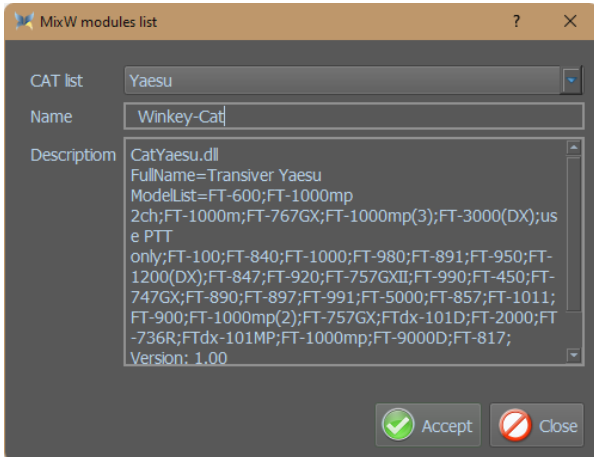 MixW modules list ? ×
CAT list Yaesu
Name Winkey-Cat
Descriptiom CatYaesu.dll
FullName=Transiver Yaesu
ModelList=FT-600;FT-1000mp
2ch;FT-1000m;FT-767GX;FT-1000mp(3);FT-3000(DX);us
e PTT
only;FT-100;FT-840;FT-1000;FT-980;FT-891;FT-950;FT-
1200(DX);FT-847;FT-920;FT-757GXII;FT-990;FT-450;FT-
747GX;FT-890;FT-897;FT-991;FT-5000;FT-857;FT-1011;
FT-900;FT-1000mp(2);FT-757GX;FTdx-101D;FT-2000;FT
-736R;FTdx-101MP;FT-1000mp;FT-9000D;FT-817;
Version: 1.00
Accept Close